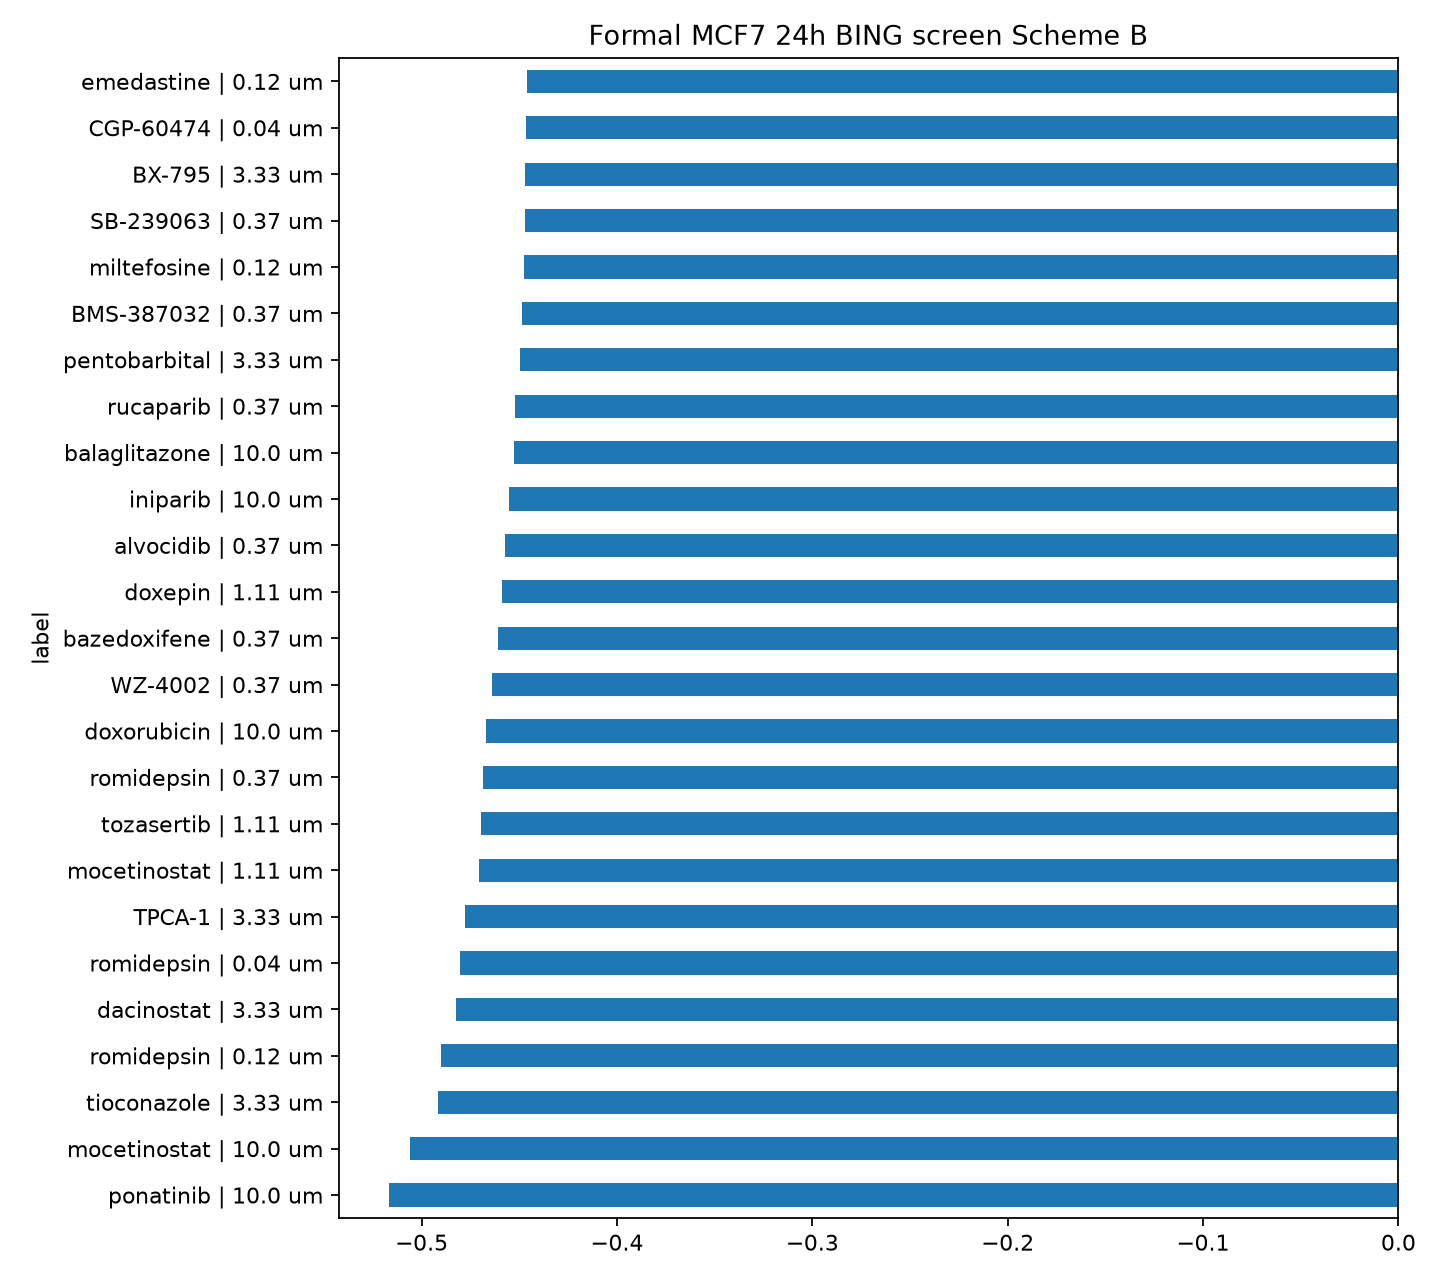 Formal MCF7 24h BING screen Scheme B
emedastine | 0.12 um
CGP-60474 | 0.04 um
BX-795 | 3.33 um
SB-239063 | 0.37 um
miltefosine | 0.12 um
BMS-387032 | 0.37 um
pentobarbital | 3.33 um
rucaparib | 0.37 um
balaglitazone | 10.0 um
iniparib | 10.0 um
alvocidib | 0.37 um
doxepin | 1.11 um
label
bazedoxifene | 0.37 um
WZ-4002 | 0.37 um
doxorubicin | 10.0 um
romidepsin | 0.37 um
tozasertib | 1.11 um
mocetinostat | 1.11 um
TPCA-1 | 3.33 um
romidepsin | 0.04 um
dacinostat | 3.33 um
romidepsin | 0.12 um
tioconazole | 3.33 um
mocetinostat | 10.0 um
ponatinib | 10.0 um
−0.5 −0.4 −0.3 −0.2 −0.1 0.0